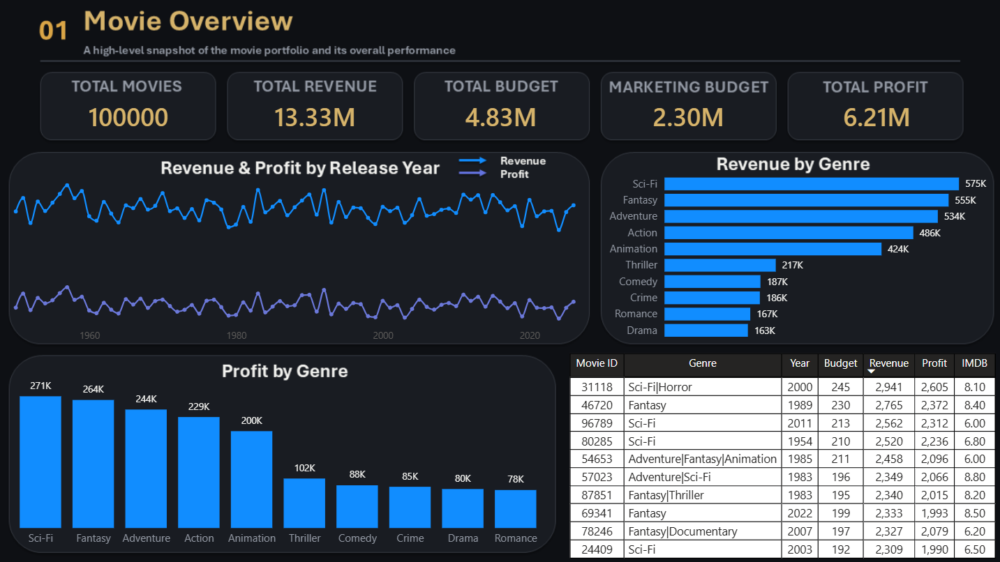 01
Movie Overview
A high-level snapshot of the movie portfolio and its overall performance
TOTAL MOVIES
100000
TOTAL REVENUE
13.33M
TOTAL BUDGET
4.83M
MARKETING BUDGET
2.30M
TOTAL PROFIT
6.21M
Revenue & Profit by Release Year
Revenue
Profit
1960 1980 2000 2020
Revenue by Genre
Sci-Fi 575K
Fantasy 555K
Adventure 534K
Action 486K
Animation 424K
Thriller 217K
Comedy 187K
Crime 186K
Romance 167K
Drama 163K
Profit by Genre
271K 264K 244K 229K 200K 102K 88K 85K 80K 78K
Sci-Fi Fantasy Adventure Action Animation Thriller Comedy Crime Drama Romance
Movie ID Genre Year Budget Revenue Profit IMDB
31118 Sci-Fi|Horror 2000 245 2,941 2,605 8.10
46720 Fantasy 1989 230 2,765 2,372 8.40
96789 Sci-Fi 2011 213 2,562 2,312 6.00
80285 Sci-Fi 1954 210 2,520 2,236 6.80
54653 Adventure|Fantasy|Animation 1985 211 2,458 2,096 6.00
57023 Adventure|Sci-Fi 1983 196 2,349 2,066 8.80
87851 Fantasy|Thriller 1983 195 2,340 2,015 8.20
69341 Fantasy 2022 199 2,333 1,993 8.50
78246 Fantasy|Documentary 2007 197 2,327 2,079 6.20
24409 Sci-Fi 2003 192 2,309 1,990 6.50